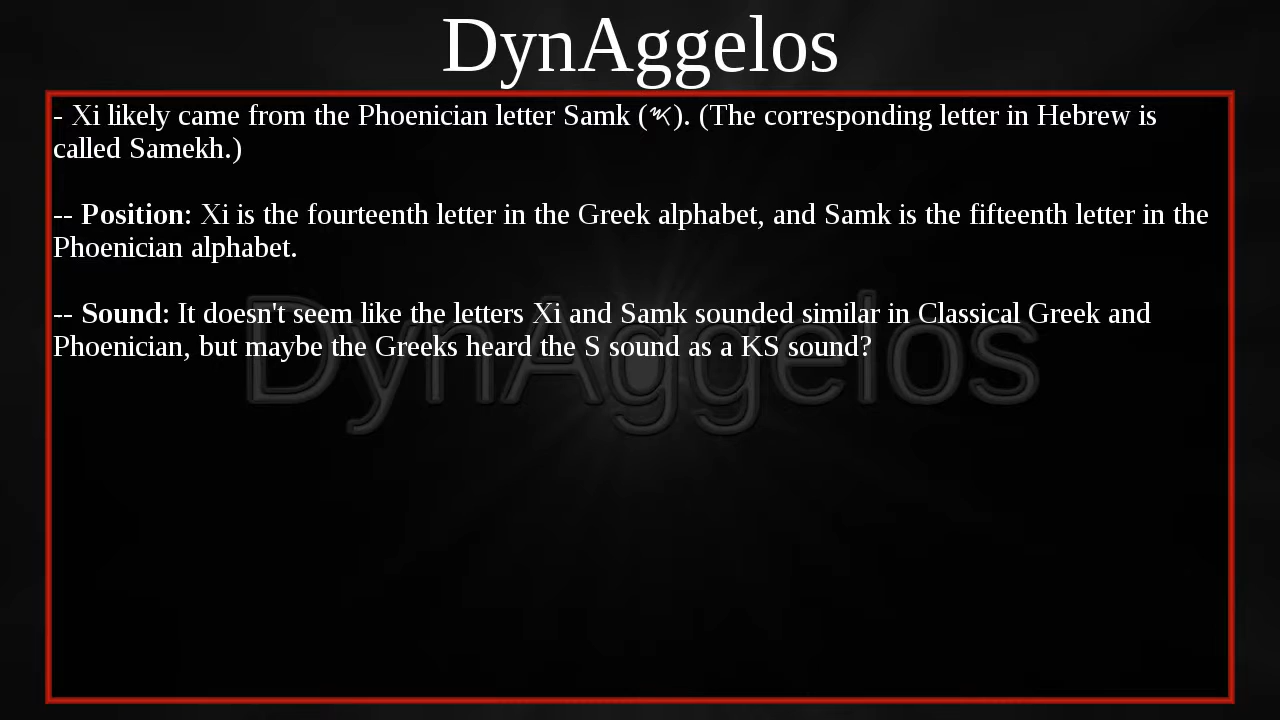 DynAggelos
- Xi likely came from the Phoenician letter Samk (𐡎). (The corresponding letter in Hebrew is
called Samekh.)
-- Position: Xi is the fourteenth letter in the Greek alphabet, and Samk is the fifteenth letter in the
Phoenician alphabet.
-- Sound: It doesn't seem like the letters Xi and Samk sounded similar in Classical Greek and
Phoenician, but maybe the Greeks heard the S sound as a KS sound?
DynAggelos